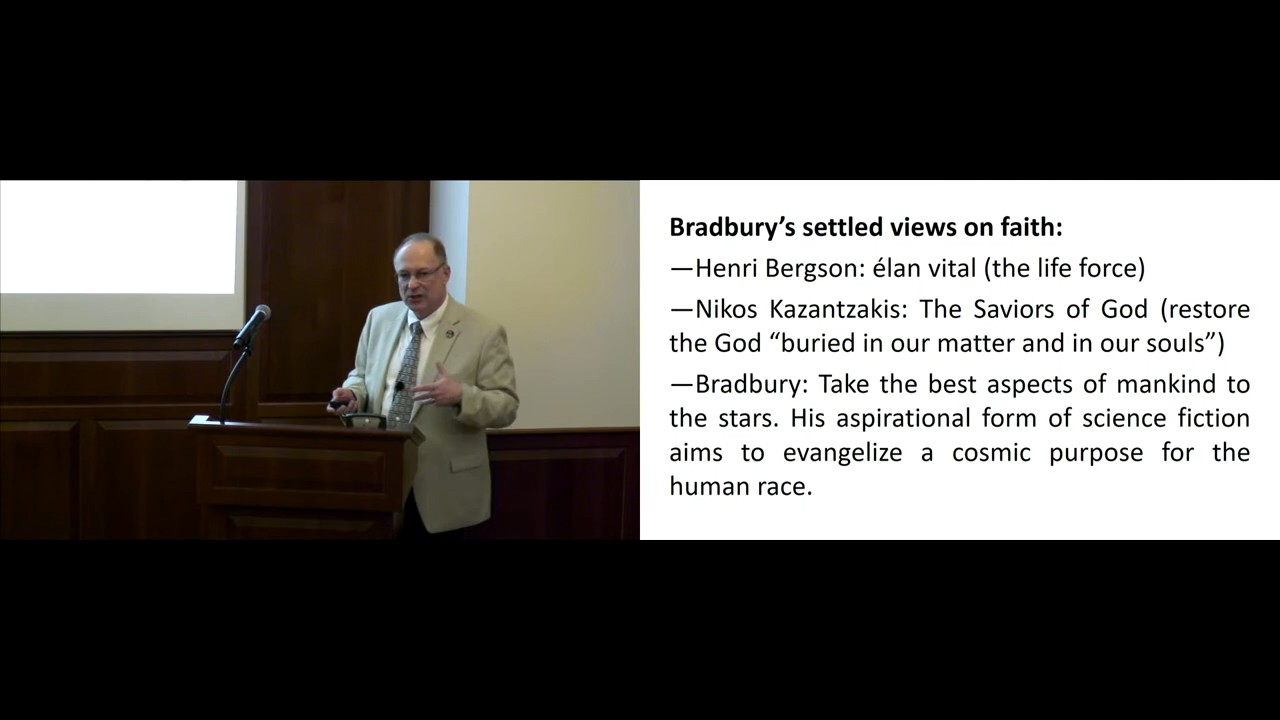 Bradbury’s settled views on faith:
—Henri Bergson: élan vital (the life force)
—Nikos Kazantzakis: The Saviors of God (restore
the God “buried in our matter and in our souls”)
—Bradbury: Take the best aspects of mankind to
the stars. His aspirational form of science fiction
aims to evangelize a cosmic purpose for the
human race.